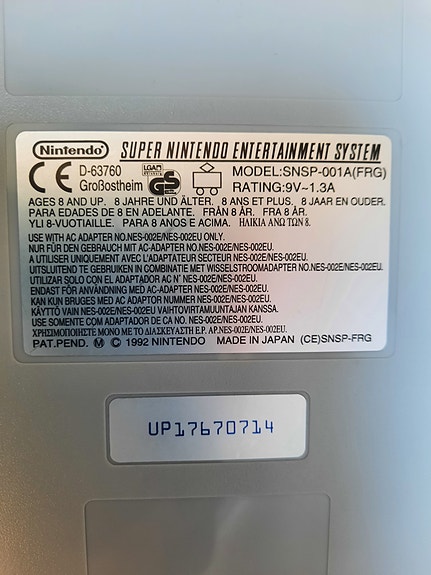 Nintendo® SUPER NINTENDO ENTERTAINMENT SYSTEM
CE D-63760 LGA GS MODEL:SNSP-001A(FRG)
Großostheim RATING:9V⎓1.3A
AGES 8 AND UP. 8 JAHRE UND ÄLTER. 8 ANS ET PLUS. 8 JAAR EN OUDER.
PARA EDADES DE 8 EN ADELANTE. FRÅN 8 ÅR. FRA 8 ÅR.
YLI 8-VUOTIAILLE. PARA 8 ANOS E ACIMA. ΗΛΙΚΙΑ ΑΝΩ ΤΩΝ 8.
USE WITH AC ADAPTER NO.NES-002E/NES-002EU ONLY.
NUR FÜR DEN GEBRAUCH MIT AC-ADAPTER NES-002E/NES-002EU.
A UTILISER UNIQUEMENT AVEC L'ADAPTATEUR SECTEUR NES-002E/NES-002EU.
UITSLUITEND TE GEBRUIKEN IN COMBINATIE MET WISSELSTROOMADAPTER NO.NES-002E/NES-002EU.
UTILIZAR SOLO CON EL ADAPTADOR AC N° NES-002E/NES-002EU.
ENDAST FÖR ANVÄNDNING MED AC-ADAPTER NES-002E/NES-002EU.
KAN KUN BRUGES MED AC ADAPTOR NUMMER NES-002E/NES-002EU.
KÄYTTÖ VAIN NES-002E/NES-002EU VAIHTOVIRTAMUUNTAJAN KANSSA.
USE SOMENTE COM ADAPTADOR DE CA NO. NES-002E/NES-002EU.
ΧΡΗΣΙΜΟΠΟΙΗΣΤΕ ΜΟΝΟ ΜΕ ΤΟ ΔΙΑΣΚΕΥΑΣΤΗ Ε.Ρ. ΑΡ.NES-002E/NES-002EU.
PAT.PEND. Ⓜ © 1992 NINTENDO MADE IN JAPAN (CE)SNSP-FRG
UP17670714